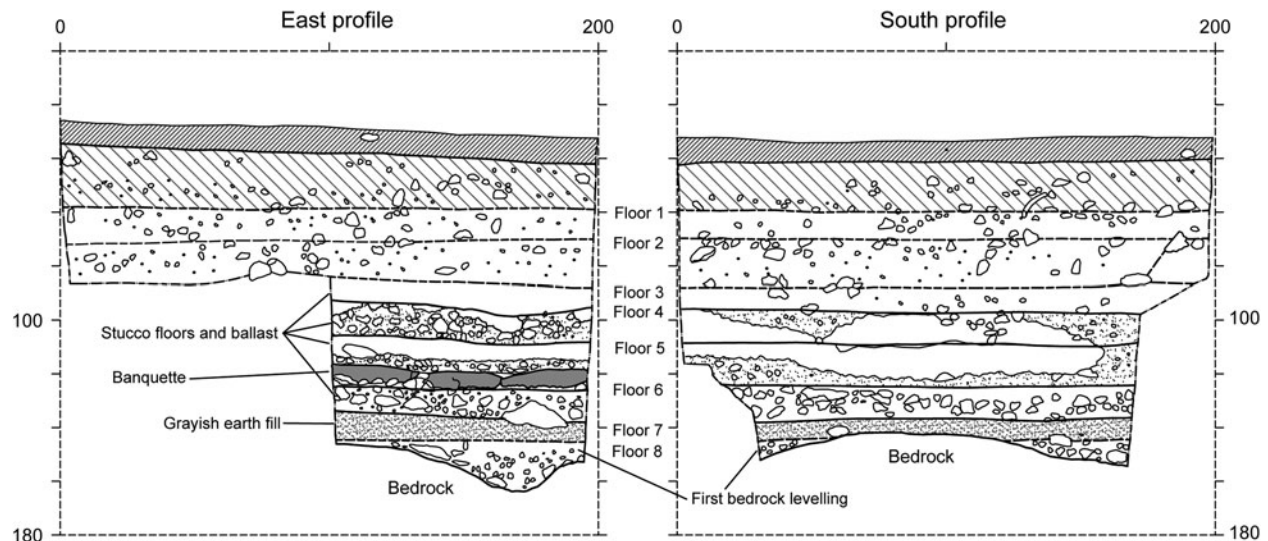 East profile
South profile
0
200
0
200
Floor 1
Floor 2
Floor 3
Floor 4
Floor 5
Floor 6
Floor 7
Floor 8
100
100
Stucco floors and ballast
Banquette
Grayish earth fill
Bedrock
Bedrock
First bedrock levelling
180
180